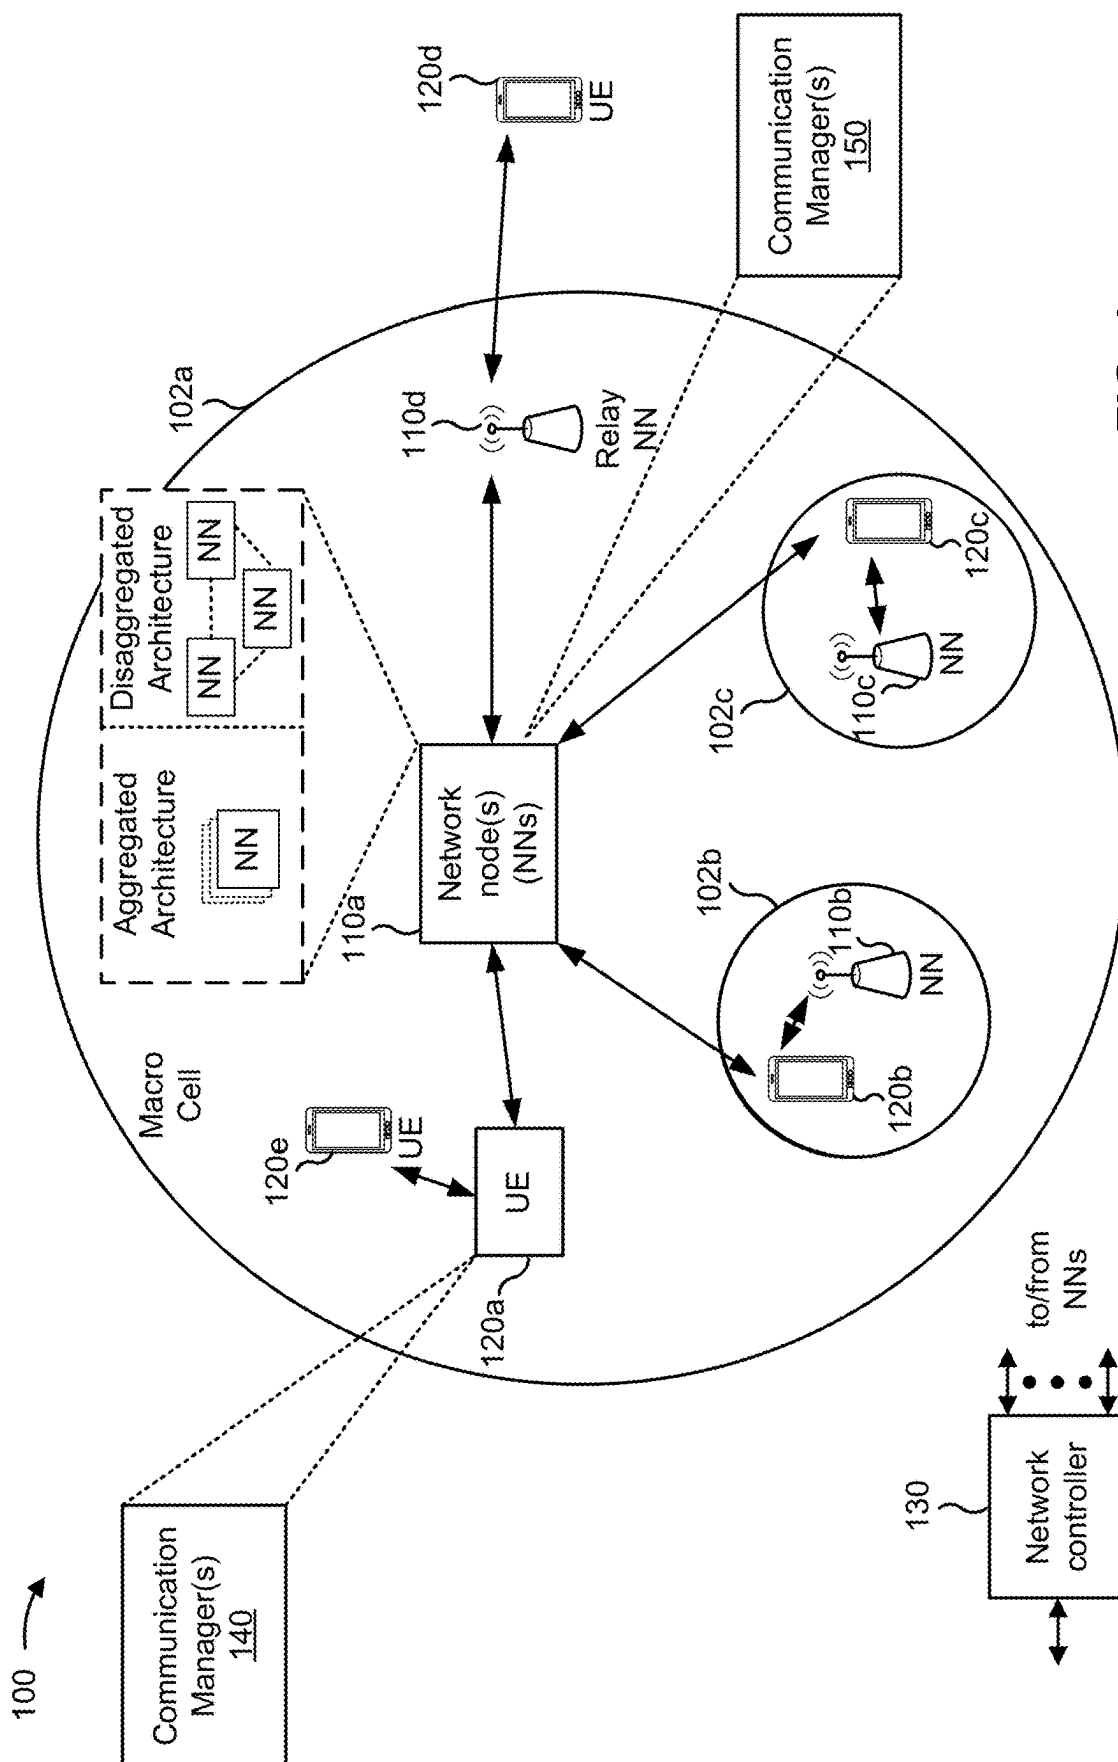 100
Communication
Manager(s)
140
Macro
Cell
Aggregated
Architecture
NN
Disaggregated
Architecture
NN
NN
NN
102a
120d
UE
120e
UE
UE
120a
110a
Network
node(s)
(NNs)
110d
Relay
NN
Communication
Manager(s)
150
102b
110b
NN
120b
102c
110c
NN
120c
130
Network
controller
to/from
NNs